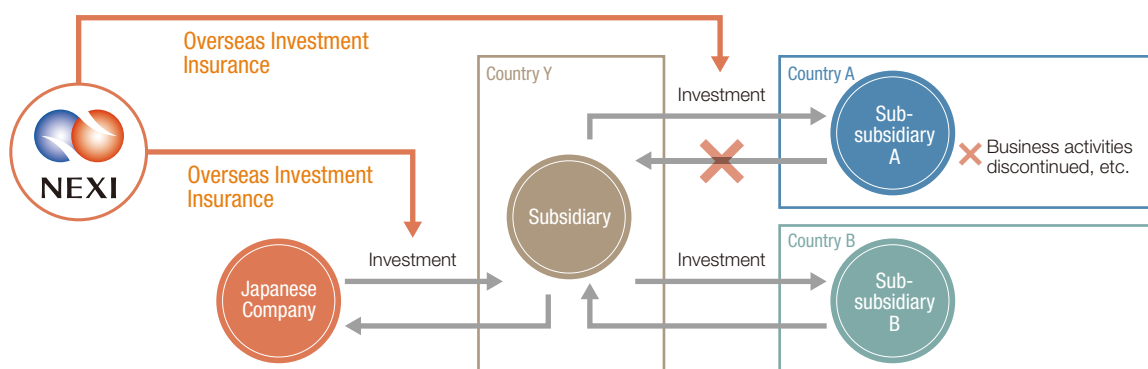 Overseas Investment
Insurance
NEXI
Overseas Investment
Insurance
Japanese
Company
Investment
Country Y
Subsidiary
Investment
Country A
Sub-
subsidiary
A
Business activities
discontinued, etc.
Investment
Country B
Sub-
subsidiary
B